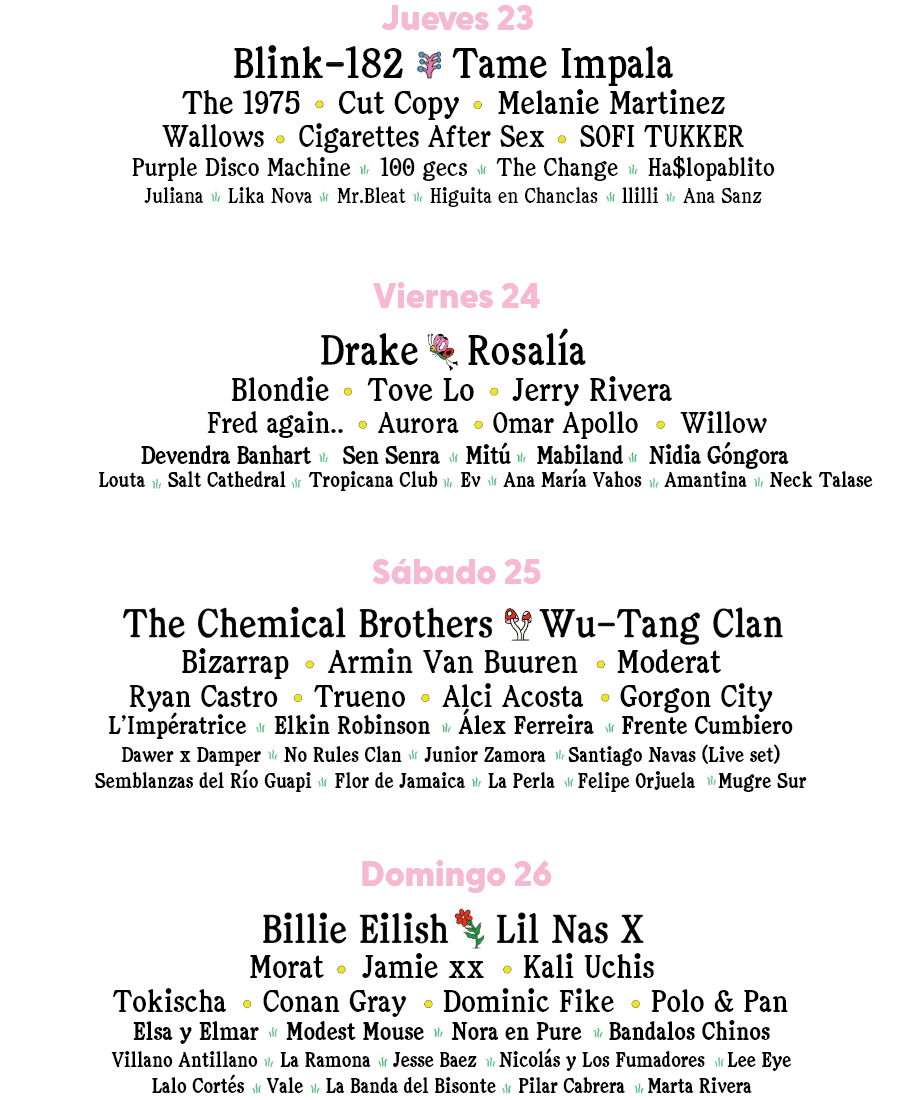 Jueves 23
Blink-182 Tame Impala
The 1975 • Cut Copy • Melanie Martinez
Wallows • Cigarettes After Sex • SOFI TUKKER
Purple Disco Machine 100 gecs The Change Ha$lopablito
Juliana Lika Nova Mr.Bleat Higuita en Chanclas llilli Ana Sanz
Viernes 24
Drake Rosalía
Blondie • Tove Lo • Jerry Rivera
Fred again.. • Aurora • Omar Apollo • Willow
Devendra Banhart Sen Senra Mitú Mabiland Nidia Góngora
Louta Salt Cathedral Tropicana Club Ev Ana María Vahos Amantina Neck Talase
Sábado 25
The Chemical Brothers Wu-Tang Clan
Bizarrap • Armin Van Buuren • Moderat
Ryan Castro • Trueno • Alci Acosta • Gorgon City
L'Impératrice Elkin Robinson Álex Ferreira Frente Cumbiero
Dawer x Damper No Rules Clan Junior Zamora Santiago Navas (Live set)
Semblanzas del Río Guapi Flor de Jamaica La Perla Felipe Orjuela Mugre Sur
Domingo 26
Billie Eilish Lil Nas X
Morat • Jamie xx • Kali Uchis
Tokischa • Conan Gray • Dominic Fike • Polo & Pan
Elsa y Elmar Modest Mouse Nora en Pure Bandalos Chinos
Villano Antillano La Ramona Jesse Baez Nicolás y Los Fumadores Lee Eye
Lalo Cortés Vale La Banda del Bisonte Pilar Cabrera Marta Rivera